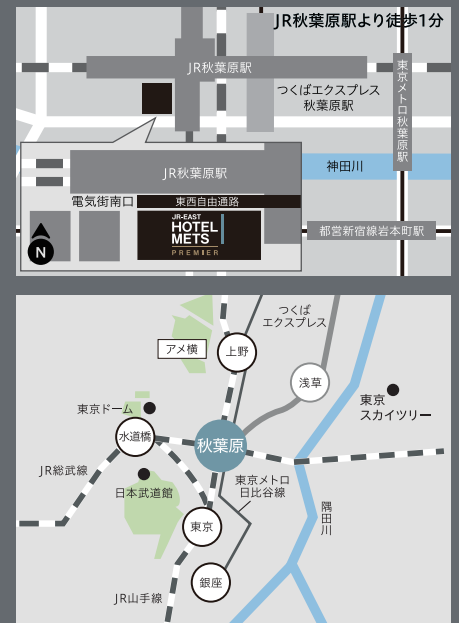 JR秋葉原駅より徒歩1分
JR秋葉原駅
つくばエクスプレス
秋葉原駅
東京メトロ秋葉原駅
JR秋葉原駅
神田川
電気街南口
東西自由通路
JR-EAST
HOTEL
METS
PREMIER
都営新宿線岩本町駅
N
つくば
エクスプレス
アメ横
上野
浅草
東京
スカイツリー
東京ドーム
水道橋
秋葉原
JR総武線
日本武道館
東京メトロ
日比谷線
隅田川
東京
銀座
JR山手線